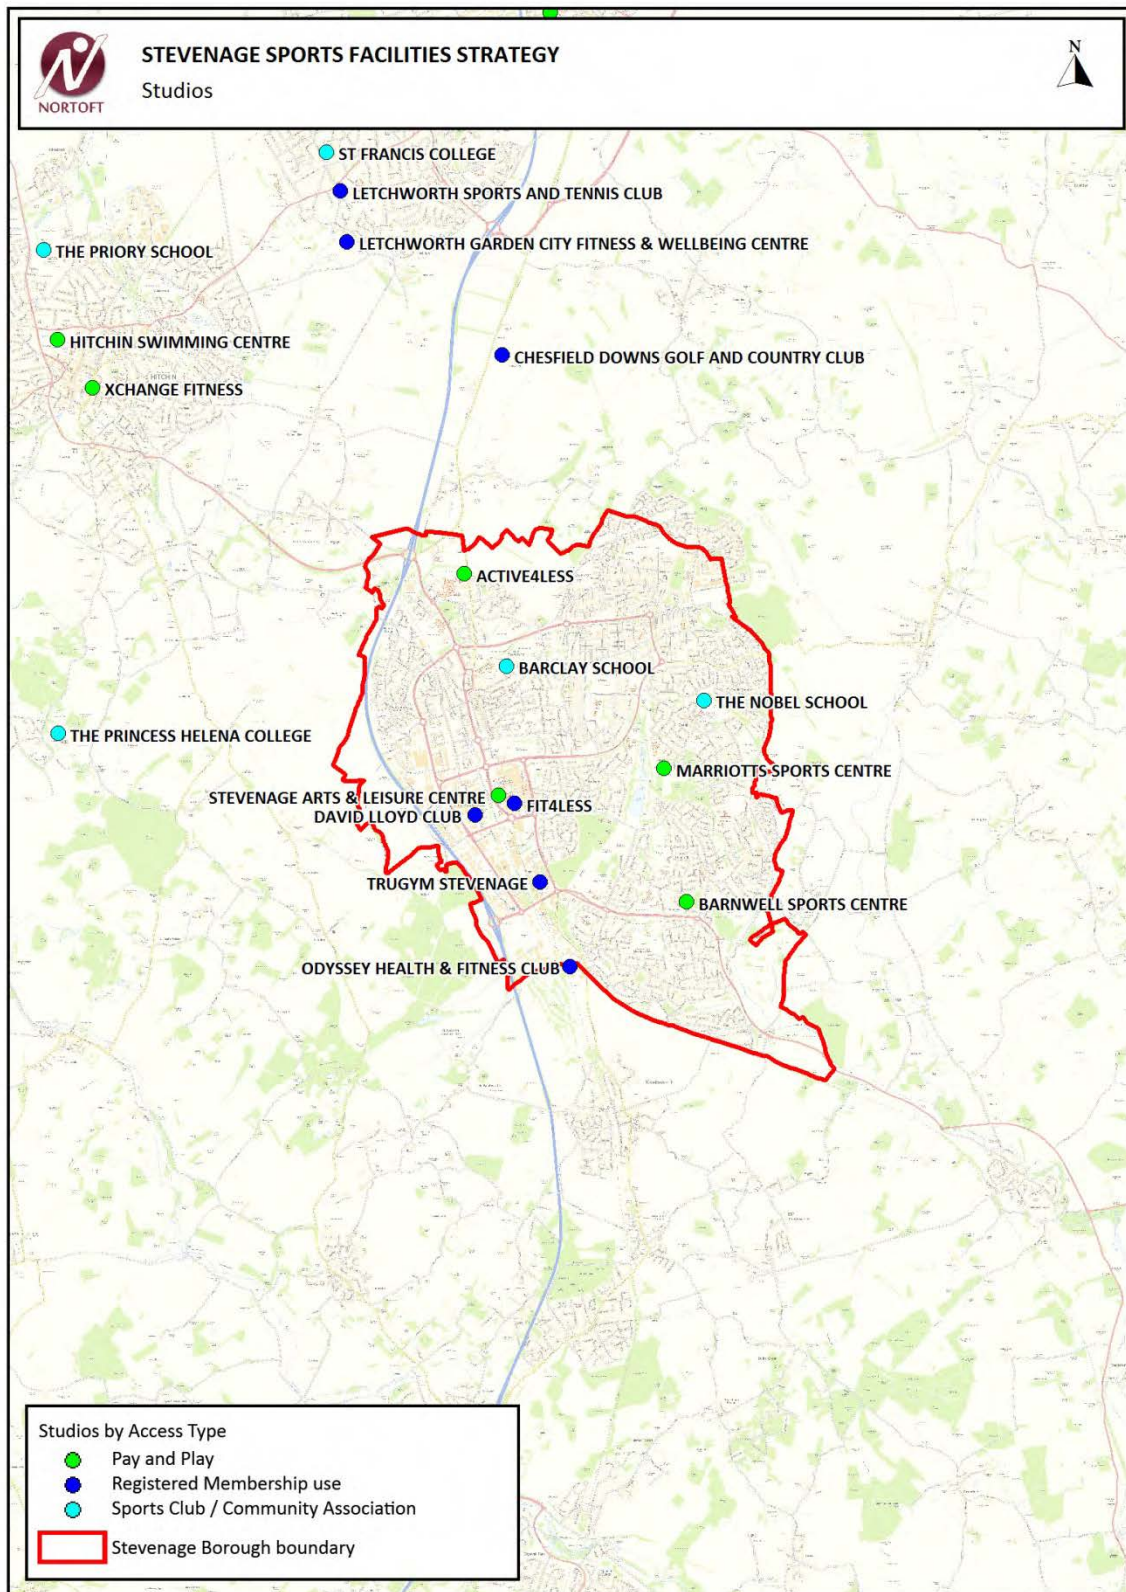 STEVENAGE SPORTS FACILITIES STRATEGY
Studios
NORTOFT
N
ST FRANCIS COLLEGE
LETCHWORTH SPORTS AND TENNIS CLUB
LETCHWORTH GARDEN CITY FITNESS & WELLBEING CENTRE
THE PRIORY SCHOOL
HITCHIN SWIMMING CENTRE
CHESFIELD DOWNS GOLF AND COUNTRY CLUB
HITCHIN
XCHANGE FITNESS
ACTIVE4LESS
BARCLAY SCHOOL
THE NOBEL SCHOOL
THE PRINCESS HELENA COLLEGE
MARRIOTTS SPORTS CENTRE
STEVENAGE ARTS & LEISURE CENTRE
FIT4LESS
DAVID LLOYD CLUB
TRUGYM STEVENAGE
BARNWELL SPORTS CENTRE
ODYSSEY HEALTH & FITNESS CLUB
Studios by Access Type
Pay and Play
Registered Membership use
Sports Club / Community Association
Stevenage Borough boundary